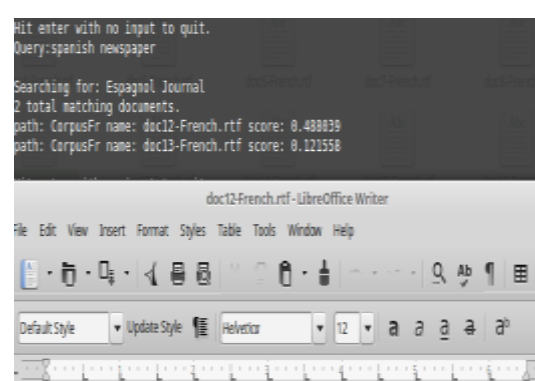 Hit enter with no input to quit.
Query:spanish newspaper
Searching for: Espagnol Journal
2 total matching documents.
path: CorpusFr name: doc12-French.rtf score: 0.488039
path: CorpusFr name: doc13-French.rtf score: 0.121558
doc12-French.rtf - LibreOffice Writer
File Edit View Insert Format Styles Table Tools Window Help
Default Style Update Style Helvetica 12 a a a a ab